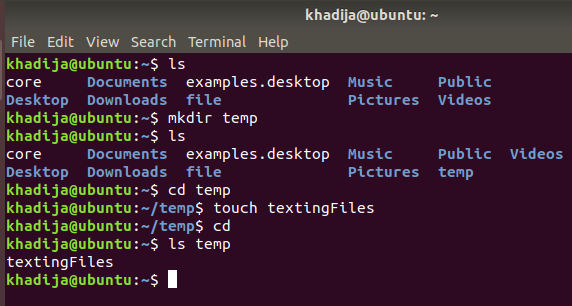 khadija@ubuntu: ~
File Edit View Search Terminal Help
khadija@ubuntu:~$ ls
core Documents examples.desktop Music Public
Desktop Downloads file Pictures Videos
khadija@ubuntu:~$ mkdir temp
khadija@ubuntu:~$ ls
core Documents examples.desktop Music Public Videos
Desktop Downloads file Pictures temp
khadija@ubuntu:~$ cd temp
khadija@ubuntu:~/temp$ touch textingFiles
khadija@ubuntu:~/temp$ cd
khadija@ubuntu:~$ ls temp
textingFiles
khadija@ubuntu:~$